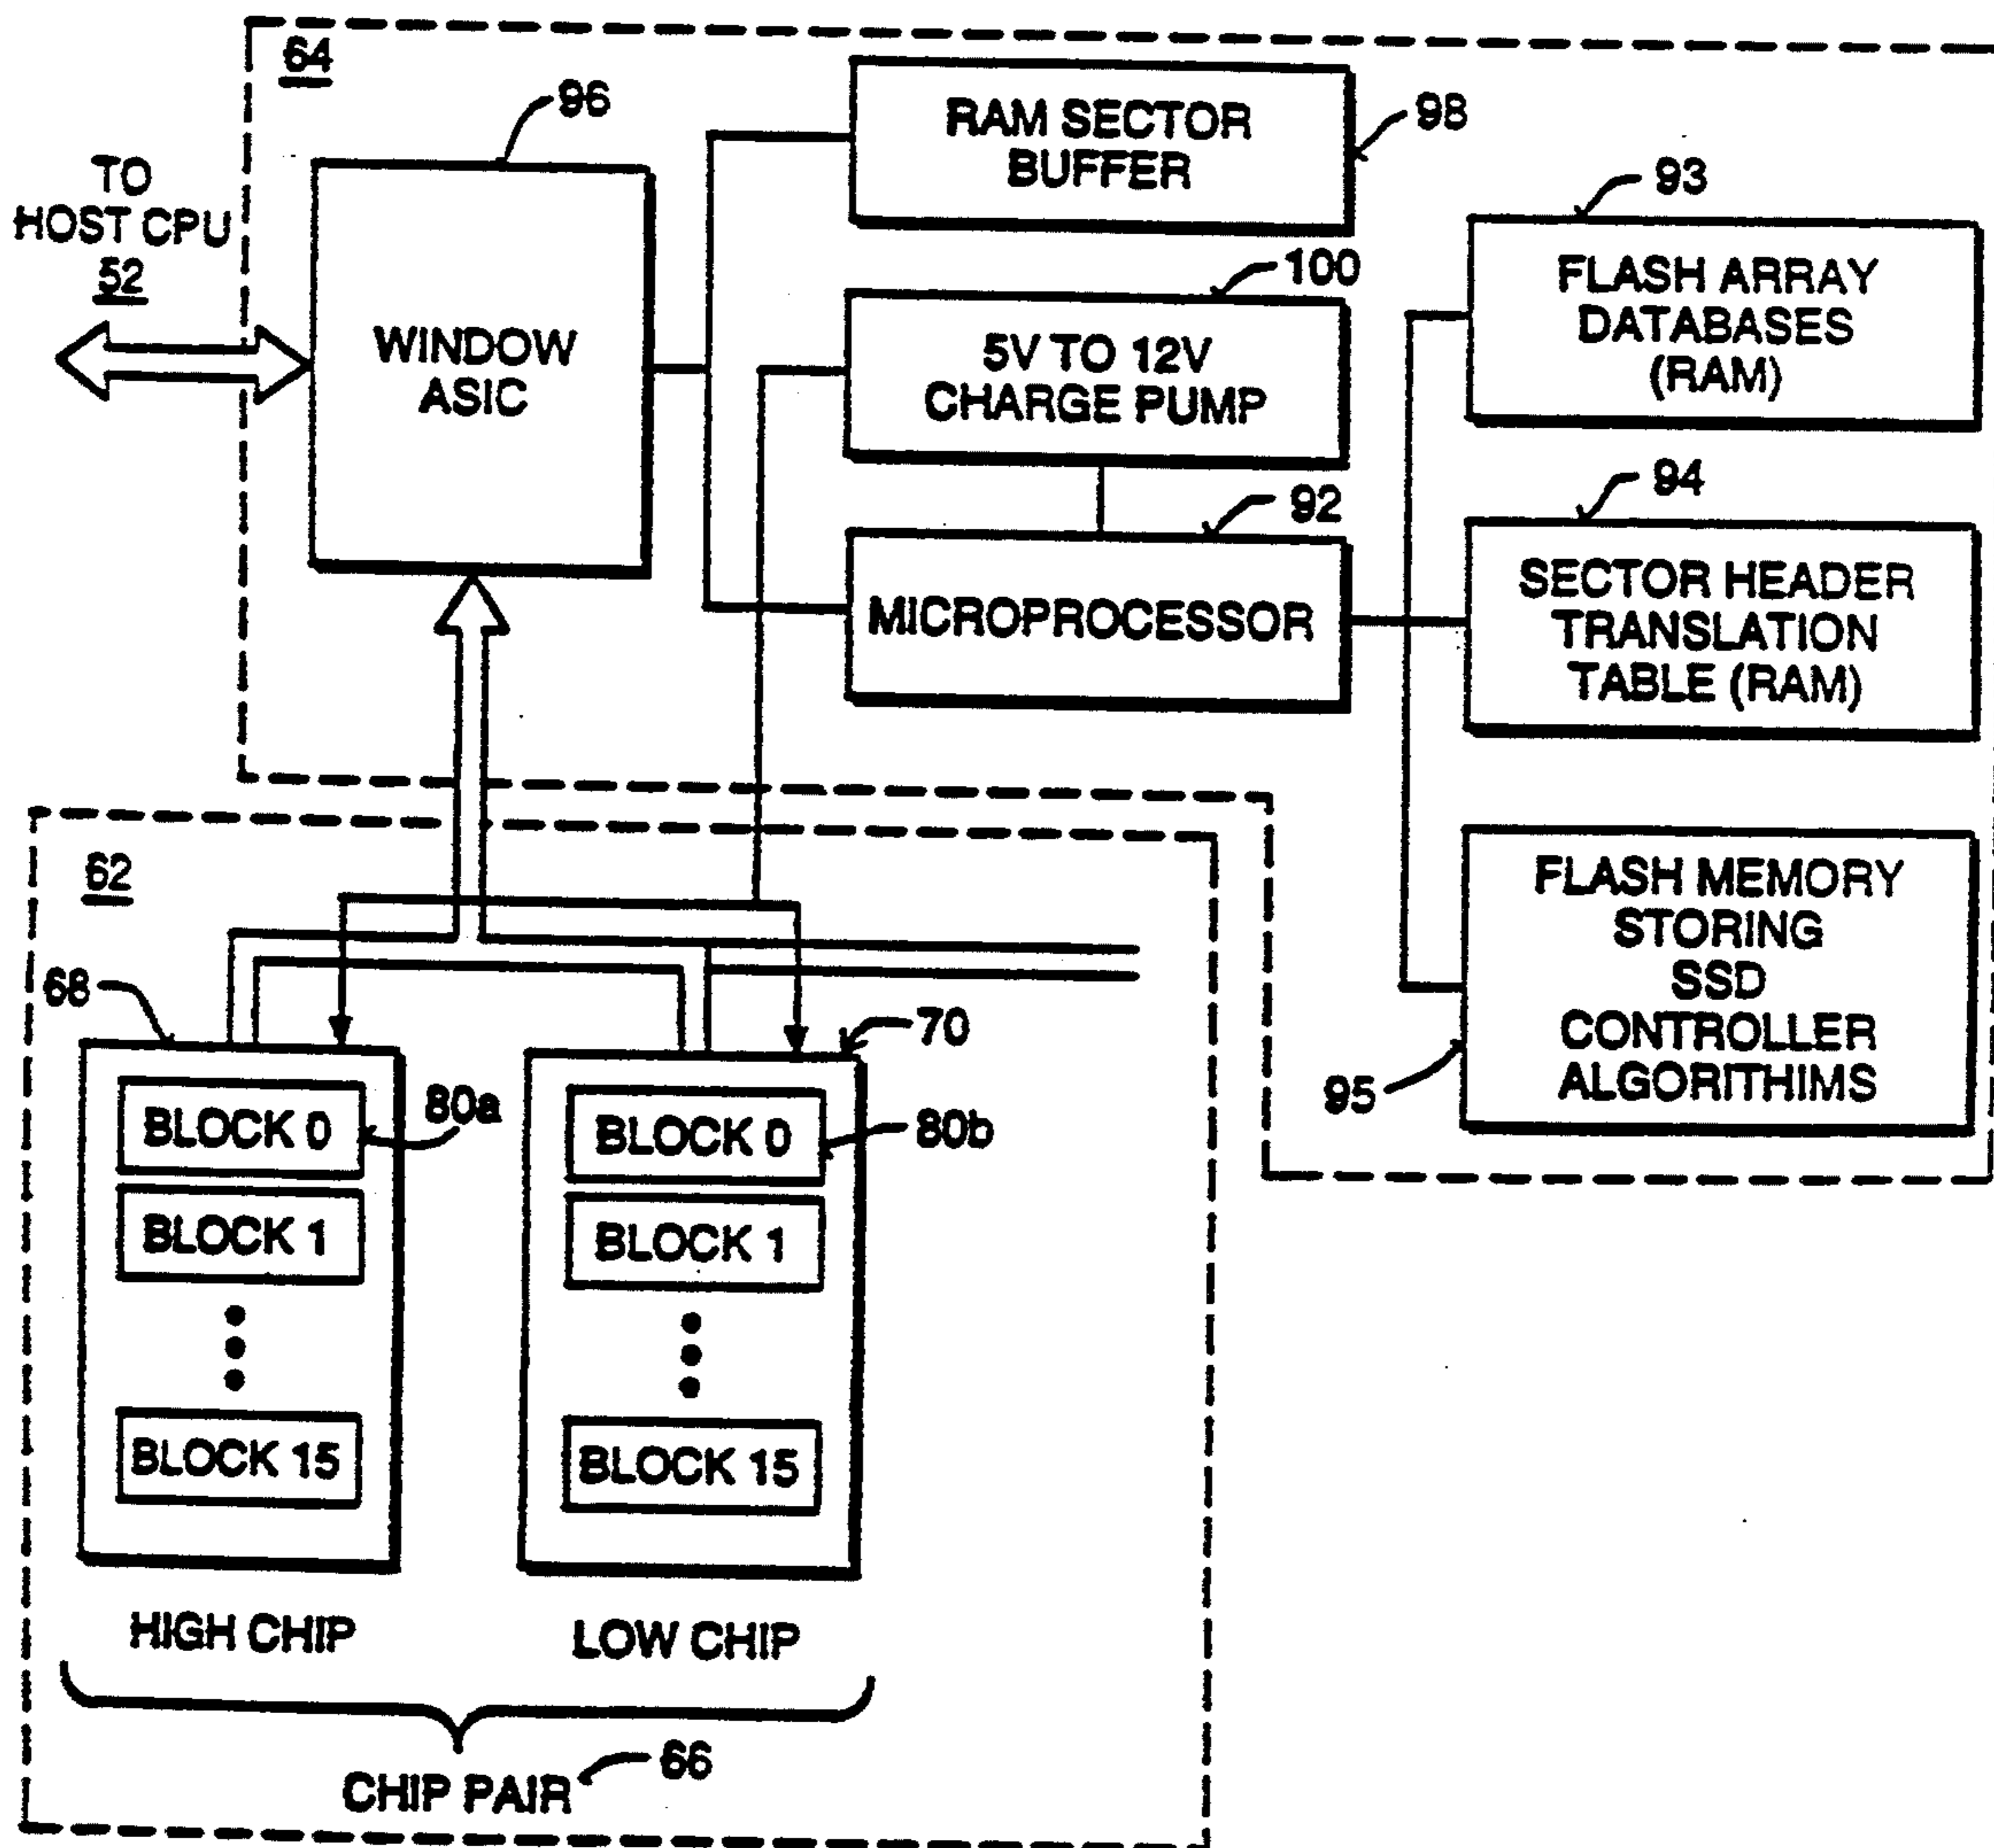 64
96
TO
HOST CPU
52
WINDOW
ASIC
RAM SECTOR
BUFFER
98
100
5V TO 12V
CHARGE PUMP
92
MICROPROCESSOR
93
FLASH ARRAY
DATABASES
(RAM)
94
SECTOR HEADER
TRANSLATION
TABLE (RAM)
FLASH MEMORY
STORING
SSD
CONTROLLER
ALGORITHIMS
95
62
68
70
BLOCK 0
80a
BLOCK 1
BLOCK 15
BLOCK 0
80b
BLOCK 1
BLOCK 15
HIGH CHIP
LOW CHIP
CHIP PAIR
66